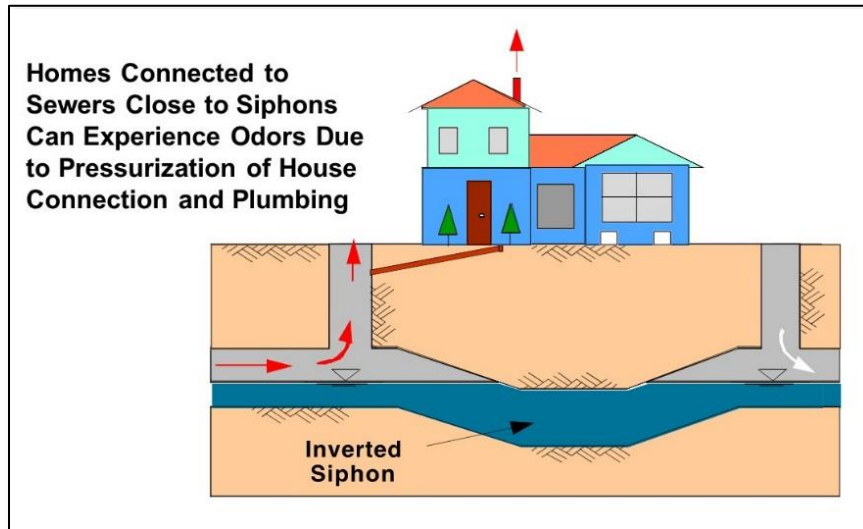 Homes Connected to
Sewers Close to Siphons
Can Experience Odors Due
to Pressurization of House
Connection and Plumbing
Inverted
Siphon